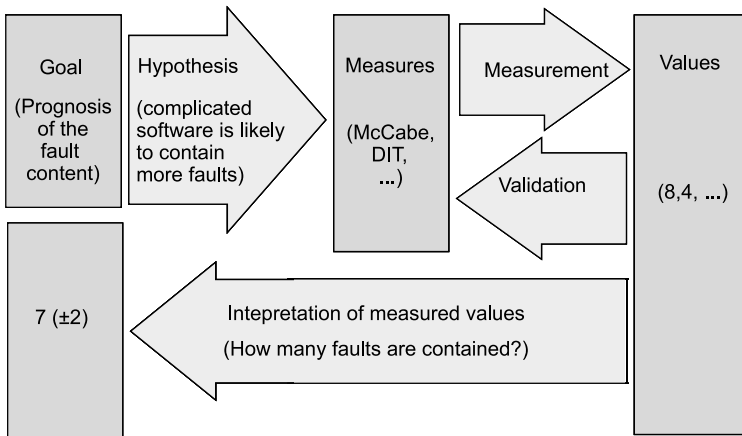 Goal
(Prognosis
of the
fault
content)
Hypothesis
(complicated
software is likely
to contain
more faults)
Measures
(McCabe,
DIT,
...)
Measurement
Validation
Values
(8,4, ...)
7 (±2)
Intepretation of measured values
(How many faults are contained?)